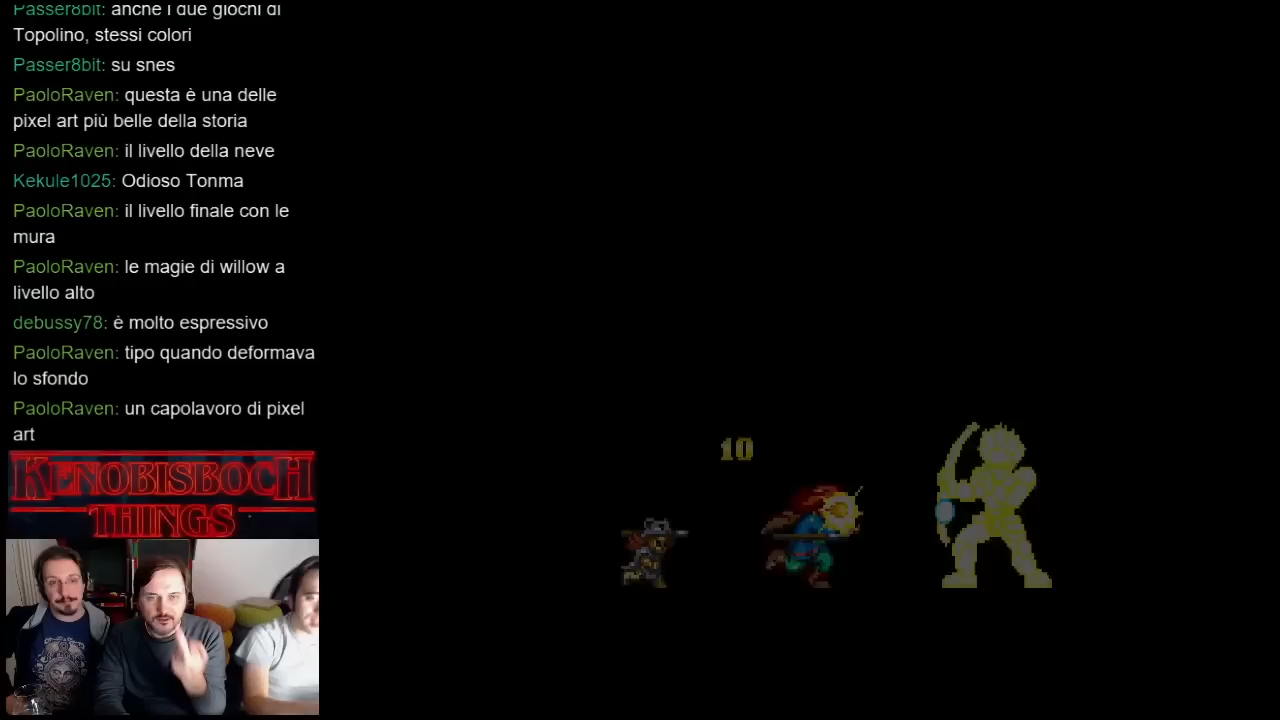 Passer8bit: anche i due giochi di
Topolino, stessi colori
Passer8bit: su snes
PaoloRaven: questa è una delle
pixel art più belle della storia
PaoloRaven: il livello della neve
Kekule1025: Odioso Tonma
PaoloRaven: il livello finale con le
mura
PaoloRaven: le magie di willow a
livello alto
debussy78: è molto espressivo
PaoloRaven: tipo quando deformava
lo sfondo
PaoloRaven: un capolavoro di pixel
art
KENOBISBOCH
THINGS
10